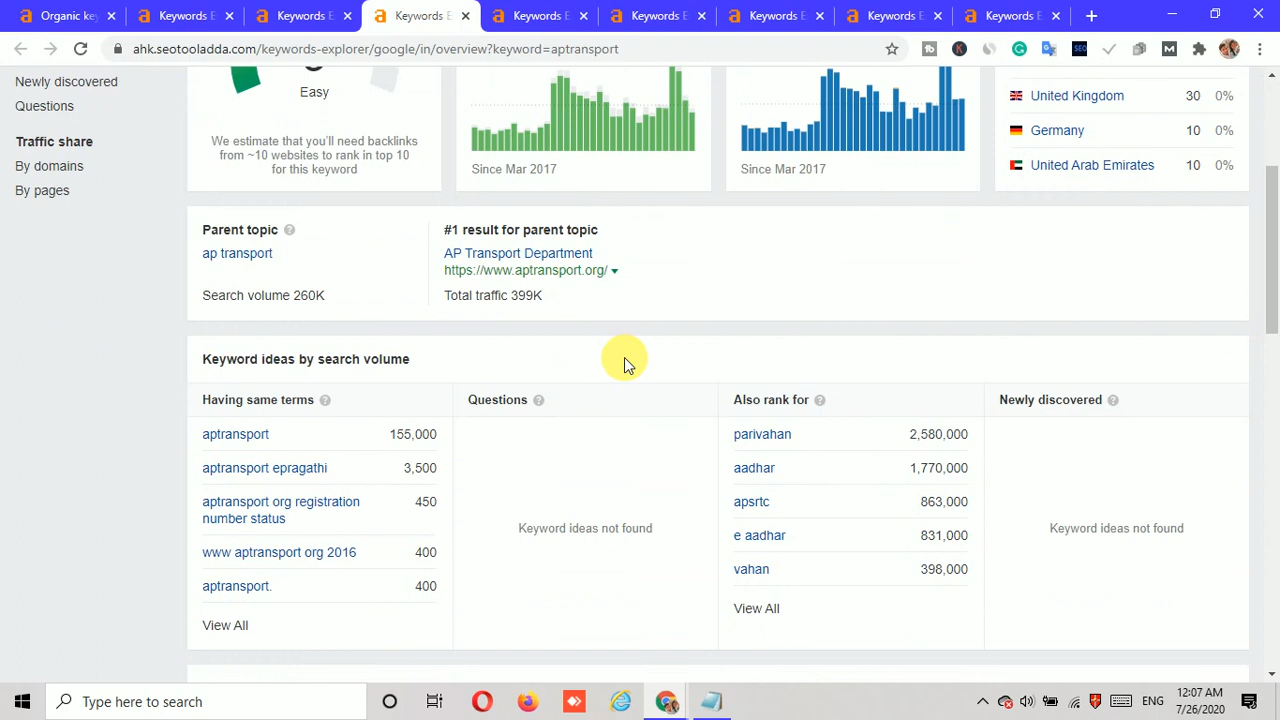 Organic key
Keywords E
Keywords E
Keywords E
Keywords E
Keywords E
Keywords E
Keywords E
Keywords E
ahk.seotooladda.com/keywords-explorer/google/in/overview?keyword=aptransport
Newly discovered
Questions
Traffic share
By domains
By pages
Easy
We estimate that you'll need backlinks
from ~10 websites to rank in top 10
for this keyword
Since Mar 2017
Since Mar 2017
United Kingdom 30 0%
Germany 10 0%
United Arab Emirates 10 0%
Parent topic
ap transport
Search volume 260K
#1 result for parent topic
AP Transport Department
https://www.aptransport.org/
Total traffic 399K
Keyword ideas by search volume
Having same terms
aptransport 155,000
aptransport epragathi 3,500
aptransport org registration
number status 450
www aptransport org 2016 400
aptransport. 400
View All
Questions
Keyword ideas not found
Also rank for
parivahan 2,580,000
aadhar 1,770,000
apsrtc 863,000
e aadhar 831,000
vahan 398,000
View All
Newly discovered
Keyword ideas not found
Type here to search
ENG
12:07 AM
7/26/2020